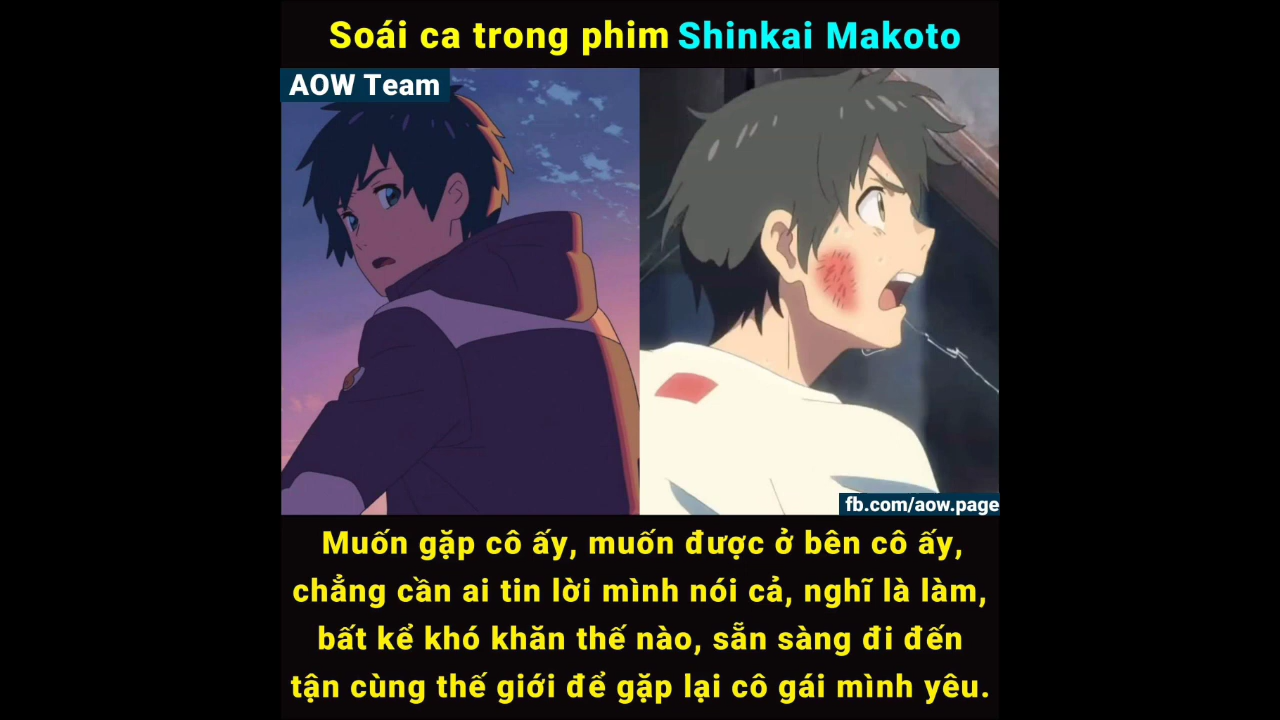 Soái ca trong phim Shinkai Makoto
AOW Team
fb.com/aow.page
Muốn gặp cô ấy, muốn được ở bên cô ấy,
chẳng cần ai tin lời mình nói cả, nghĩ là làm,
bất kể khó khăn thế nào, sẵn sàng đi đến
tận cùng thế giới để gặp lại cô gái mình yêu.